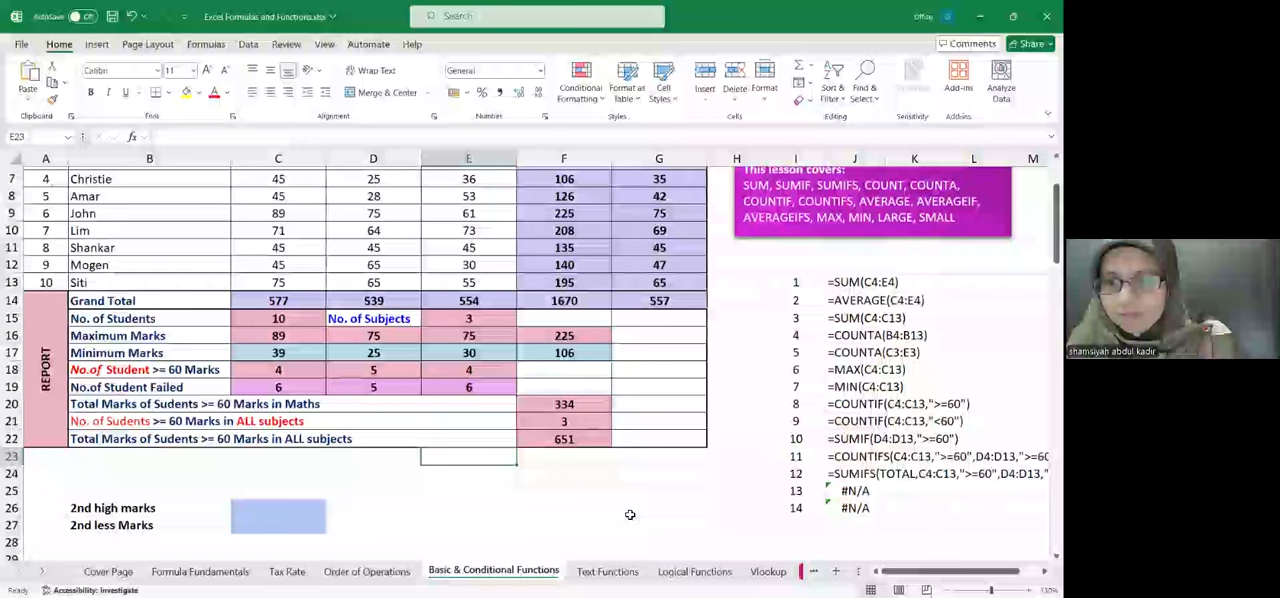 AutoSave Off Excel Formulas and Functions.xlsx Search
File Home Insert Page Layout Formulas Data Review View Automate Help Comments Share
Calibri 11 Wrap Text General
Paste B I U Merge & Center Conditional Formatting Format as Table Cell Styles Insert Delete Format Sort & Filter Find & Select Add-ins Analyze Data
Clipboard Font Alignment Number Styles Cells Editing Sensitivity Add-ins
E23 fx
A B C D E F G H I J K L M
7 4 Christie 45 25 36 106 35
8 5 Amar 45 28 53 126 42
9 6 John 89 75 61 225 75
10 7 Lim 71 64 73 208 69
11 8 Shankar 45 45 45 135 45
12 9 Mogen 45 65 30 140 47
13 10 Siti 75 65 55 195 65
14 Grand Total 577 539 554 1670 557
15 No. of Students 10 No. of Subjects 3
16 Maximum Marks 89 75 75 225
17 Minimum Marks 39 25 30 106
18 No.of Student >= 60 Marks 4 5 4
19 No.of Student Failed 6 5 6
20 Total Marks of Sudents >= 60 Marks in Maths 334
21 No. of Sudents >= 60 Marks in ALL subjects 3
22 Total Marks of Sudents >= 60 Marks in ALL subjects 651
23
24
25
26 2nd high marks
27 2nd less Marks
28
29
REPORT
This lesson covers:
SUM, SUMIF, SUMIFS, COUNT, COUNTA,
COUNTIF, COUNTIFS, AVERAGE, AVERAGEIF,
AVERAGEIFS, MAX, MIN, LARGE, SMALL
1 =SUM(C4:E4)
2 =AVERAGE(C4:E4)
3 =SUM(C4:C13)
4 =COUNTA(B4:B13)
5 =COUNTA(C3:E3)
6 =MAX(C4:C13)
7 =MIN(C4:C13)
8 =COUNTIF(C4:C13,">=60")
9 =COUNTIF(C4:C13,"<60")
10 =SUMIF(D4:D13,">=60")
11 =COUNTIFS(C4:C13,">=60",D4:D13,">=60
12 =SUMIFS(TOTAL,C4:C13,">=60",D4:D13,"
13 #N/A
14 #N/A
shamsiyah abdul kadir
Cover Page Formula Fundamentals Tax Rate Order of Operations Basic & Conditional Functions Text Functions Logical Functions Vlookup
Ready Accessibility: Investigate